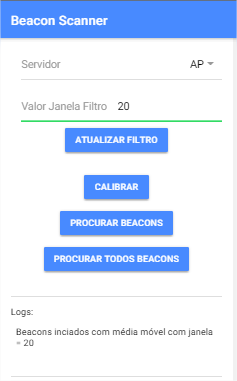 Beacon Scanner
Servidor AP
Valor Janela Filtro 20
ATUALIZAR FILTRO
CALIBRAR
PROCURAR BEACONS
PROCURAR TODOS BEACONS
Logs:
Beacons inciados com média móvel com janela
= 20